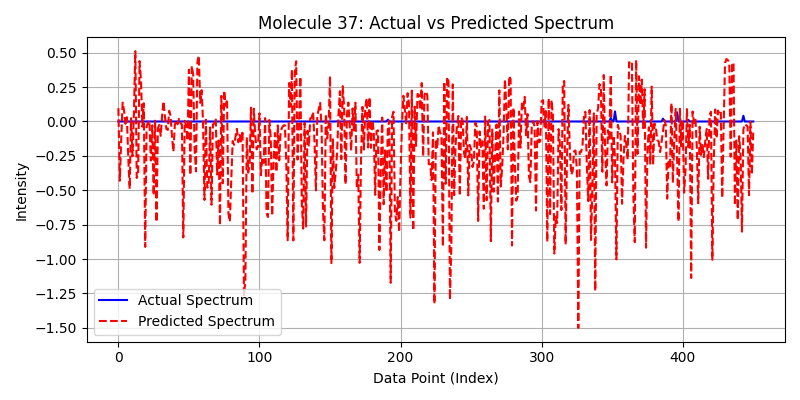 Molecule 37: Actual vs Predicted Spectrum
Intensity
0.50
0.25
0.00
−0.25
−0.50
−0.75
−1.00
−1.25
−1.50
Actual Spectrum
Predicted Spectrum
0
100
200
300
400
Data Point (Index)